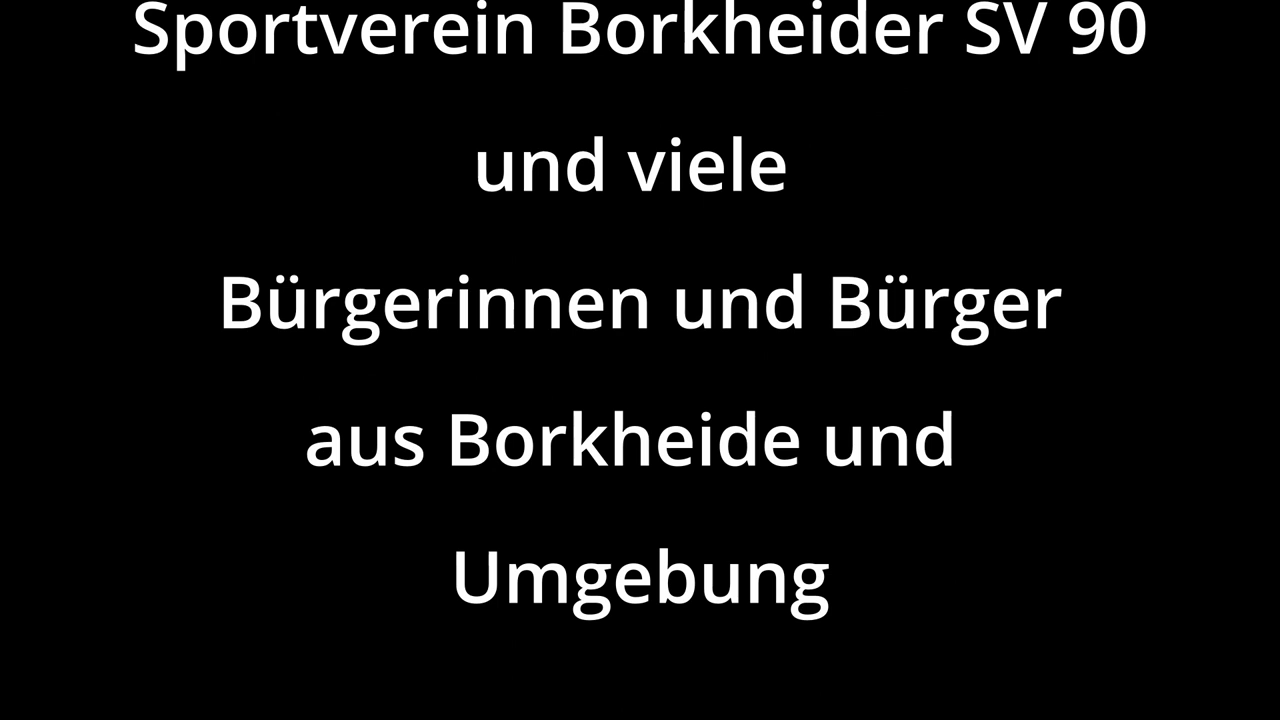 Sportverein Borkheider SV 90
und viele
Bürgerinnen und Bürger
aus Borkheide und
Umgebung